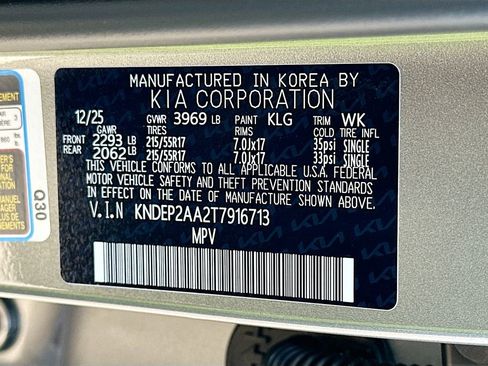 MANUFACTURED IN KOREA BY
KIA CORPORATION
12/25 GVWR 3969 LB PAINT KLG TRIM WK
TIRES RIMS COLD TIRE INFL
FRONT 2293 LB 215/55R17 7.0Jx17 35psi SINGLE
REAR 2062 LB 215/55R17 7.0Jx17 33psi SINGLE
THIS VEHICLE CONFORMS TO ALL APPLICABLE U.S.A. FEDERAL
MOTOR VEHICLE SAFETY AND THEFT PREVENTION STANDARDS
IN EFFECT ON THE DATE OF MANUFACTURE SHOWN ABOVE.
V.I.N KNDEP2AA2T7916713
MPV
Q30